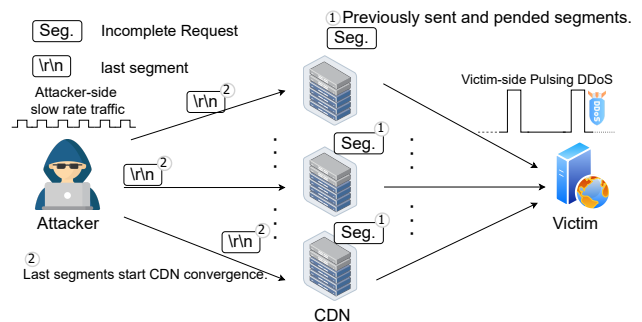 ① Previously sent and pended segments.
Seg. Incomplete Request
Seg.
\r\n last segment
Attacker-side
slow rate traffic
Victim-side Pulsing DDoS
\r\n ②
DDoS
Seg. ①
\r\n ②
Seg. ①
\r\n ②
Attacker
Victim
②
Last segments start CDN convergence.
CDN